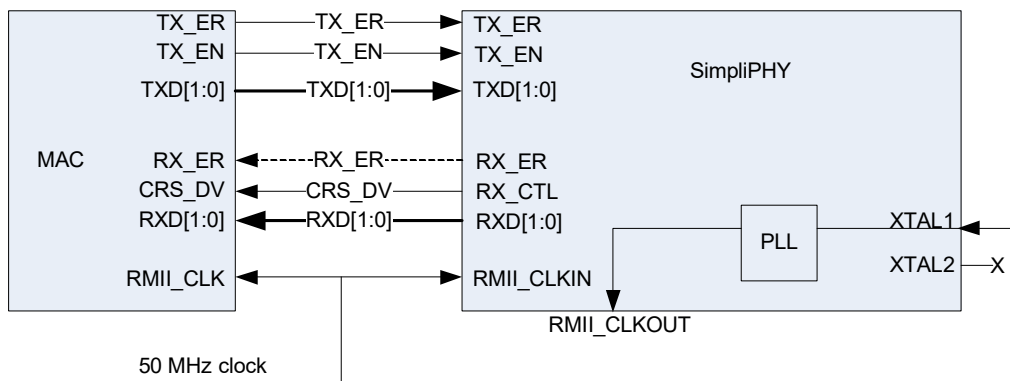 TX_ER TX_ER TX_ER
TX_EN TX_EN TX_EN
SimpliPHY
TXD[1:0] TXD[1:0] TXD[1:0]
MAC RX_ER RX_ER RX_ER
CRS_DV CRS_DV RX_CTL
RXD[1:0] RXD[1:0] RXD[1:0]
XTAL1
PLL
XTAL2 X
RMII_CLK RMII_CLKIN
RMII_CLKOUT
50 MHz clock